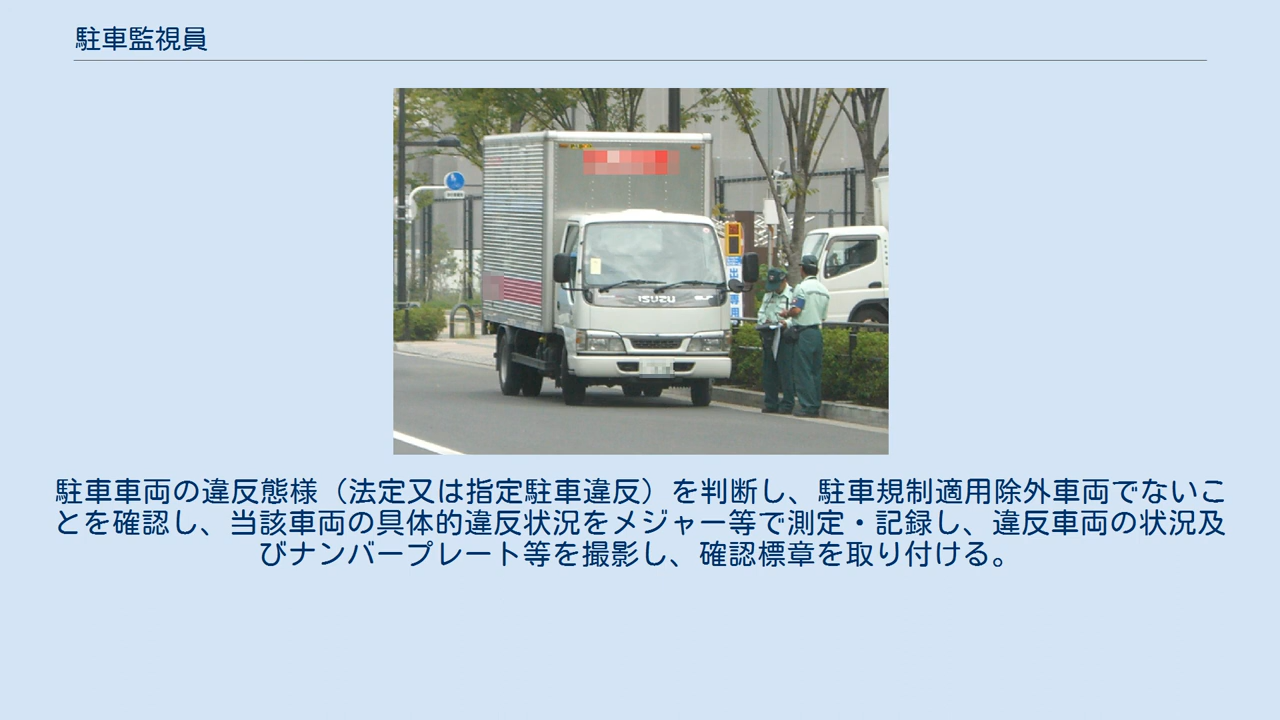 駐車監視員
ISUZU
出
専用
駐車車両の違反態様（法定又は指定駐車違反）を判断し、駐車規制適用除外車両でないこ
とを確認し、当該車両の具体的違反状況をメジャー等で測定・記録し、違反車両の状況及
びナンバープレート等を撮影し、確認標章を取り付ける。